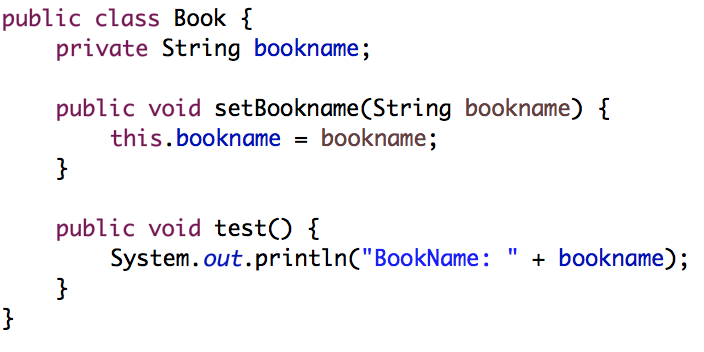 public class Book {
    private String bookname;

    public void setBookname(String bookname) {
        this.bookname = bookname;
    }

    public void test() {
        System.out.println("BookName: " + bookname);
    }
}